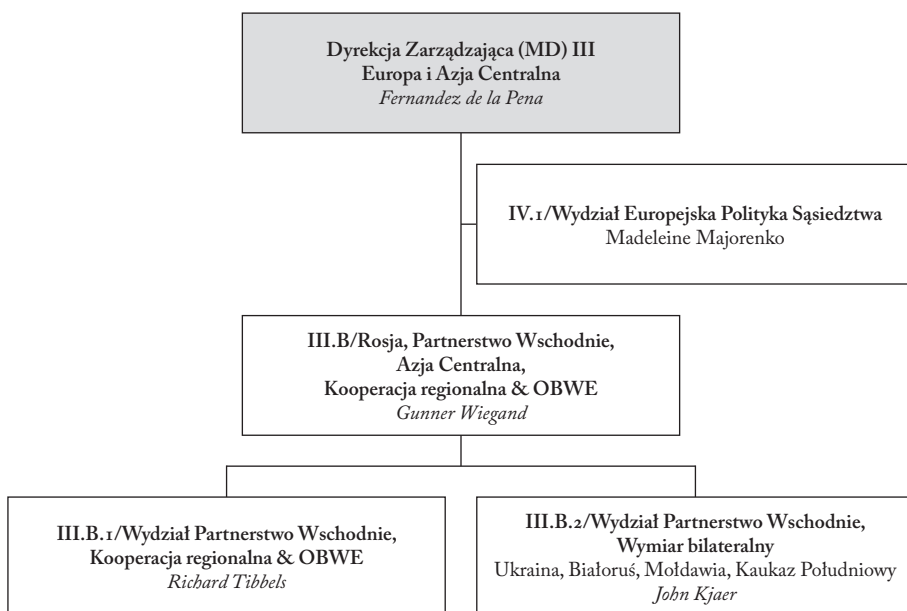 Dyrekcja Zarządzająca (MD) III
Europa i Azja Centralna
Fernandez de la Pena
IV.1/Wydział Europejska Polityka Sąsiedztwa
Madeleine Majorenko
III.B/Rosja, Partnerstwo Wschodnie,
Azja Centralna,
Kooperacja regionalna & OBWE
Gunner Wiegand
III.B.1/Wydział Partnerstwo Wschodnie,
Kooperacja regionalna & OBWE
Richard Tibbels
III.B.2/Wydział Partnerstwo Wschodnie,
Wymiar bilateralny
Ukraina, Białoruś, Mołdawia, Kaukaz Południowy
John Kjaer